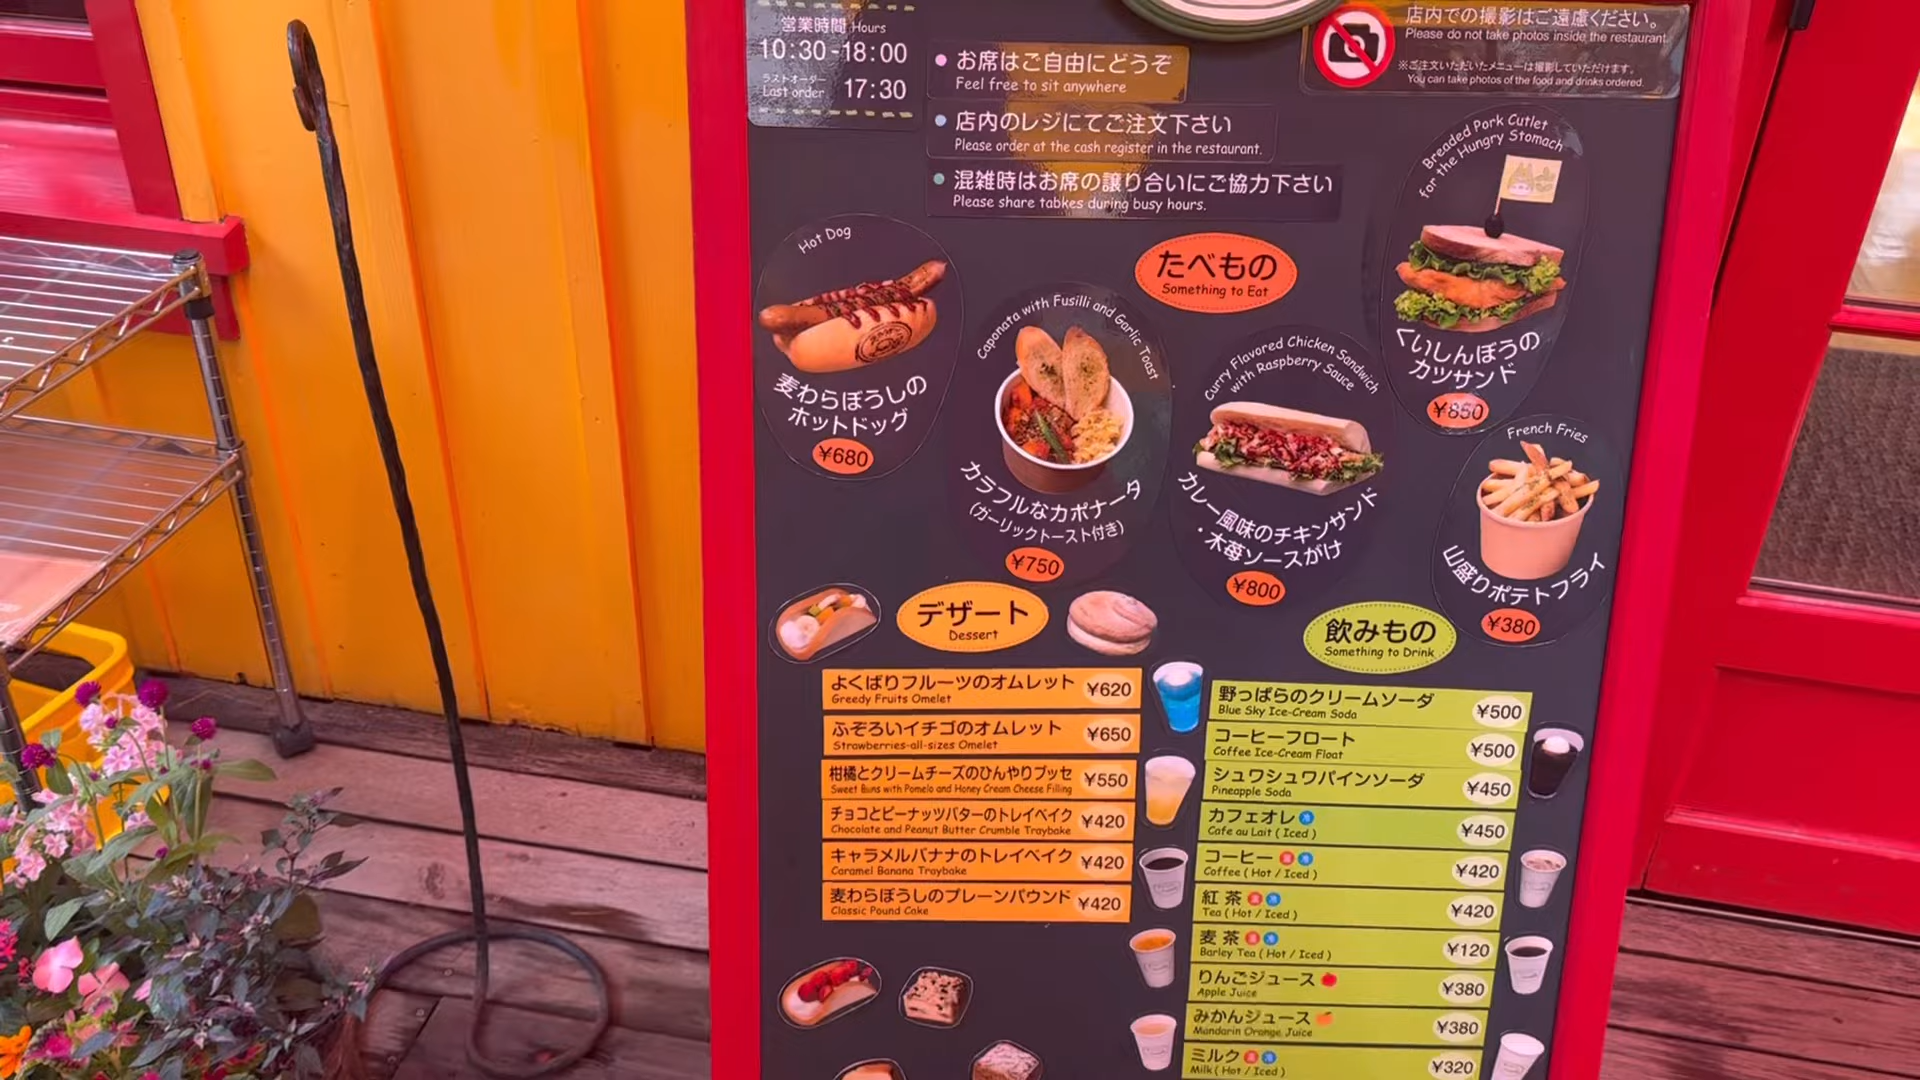 営業時間 Hours
10:30-18:00
ラストオーダー
Last order 17:30
お席はご自由にどうぞ
Feel free to sit anywhere
店内のレジにてご注文下さい
Please order at the cash register in the restaurant.
混雑時はお席の譲り合いにご協力下さい
Please share tabkes during busy hours.
店内での撮影はご遠慮ください。
Please do not take photos inside the restaurant.
※ご注文いただいたメニューは撮影していただけます。
You can take photos of the food and drinks ordered.
たべもの
Something to Eat
Hot Dog
麦わらぼうしの
ホットドッグ
¥680
Caponata with Fusilli and Garlic Toast
カラフルなカポナータ
(ガーリックトースト付き)
¥750
Curry Flavored Chicken Sandwich
with Raspberry Sauce
カレー風味のチキンサンド
・木苺ソースがけ
¥800
Breaded Pork Cutlet
for the Hungry Stomach
くいしんぼうの
カツサンド
¥850
French Fries
山盛りポテトフライ
¥380
デザート
Dessert
よくばりフルーツのオムレット ¥620
Greedy Fruits Omelet
ふぞろいイチゴのオムレット ¥650
Strawberries-all-sizes Omelet
柑橘とクリームチーズのひんやりブッセ ¥550
Sweet Buns with Pomelo and Honey Cream Cheese Filling
チョコとピーナッツバターのトレイベイク ¥420
Chocolate and Peanut Butter Crumble Traybake
キャラメルバナナのトレイベイク ¥420
Caramel Banana Traybake
麦わらぼうしのプレーンパウンド ¥420
Classic Pound Cake
飲みもの
Something to Drink
野っぱらのクリームソーダ ¥500
Blue Sky Ice-Cream Soda
コーヒーフロート ¥500
Coffee Ice-Cream Float
シュワシュワパインソーダ ¥450
Pineapple Soda
カフェオレ 冷 ¥450
Cafe au Lait ( Iced )
コーヒー 温 冷 ¥420
Coffee ( Hot / Iced )
紅茶 温 冷 ¥420
Tea ( Hot / Iced )
麦茶 温 冷 ¥120
Barley Tea ( Hot / Iced )
りんごジュース ¥380
Apple Juice
みかんジュース ¥380
Mandarin Orange Juice
ミルク 温 冷 ¥320
Milk ( Hot / Iced )